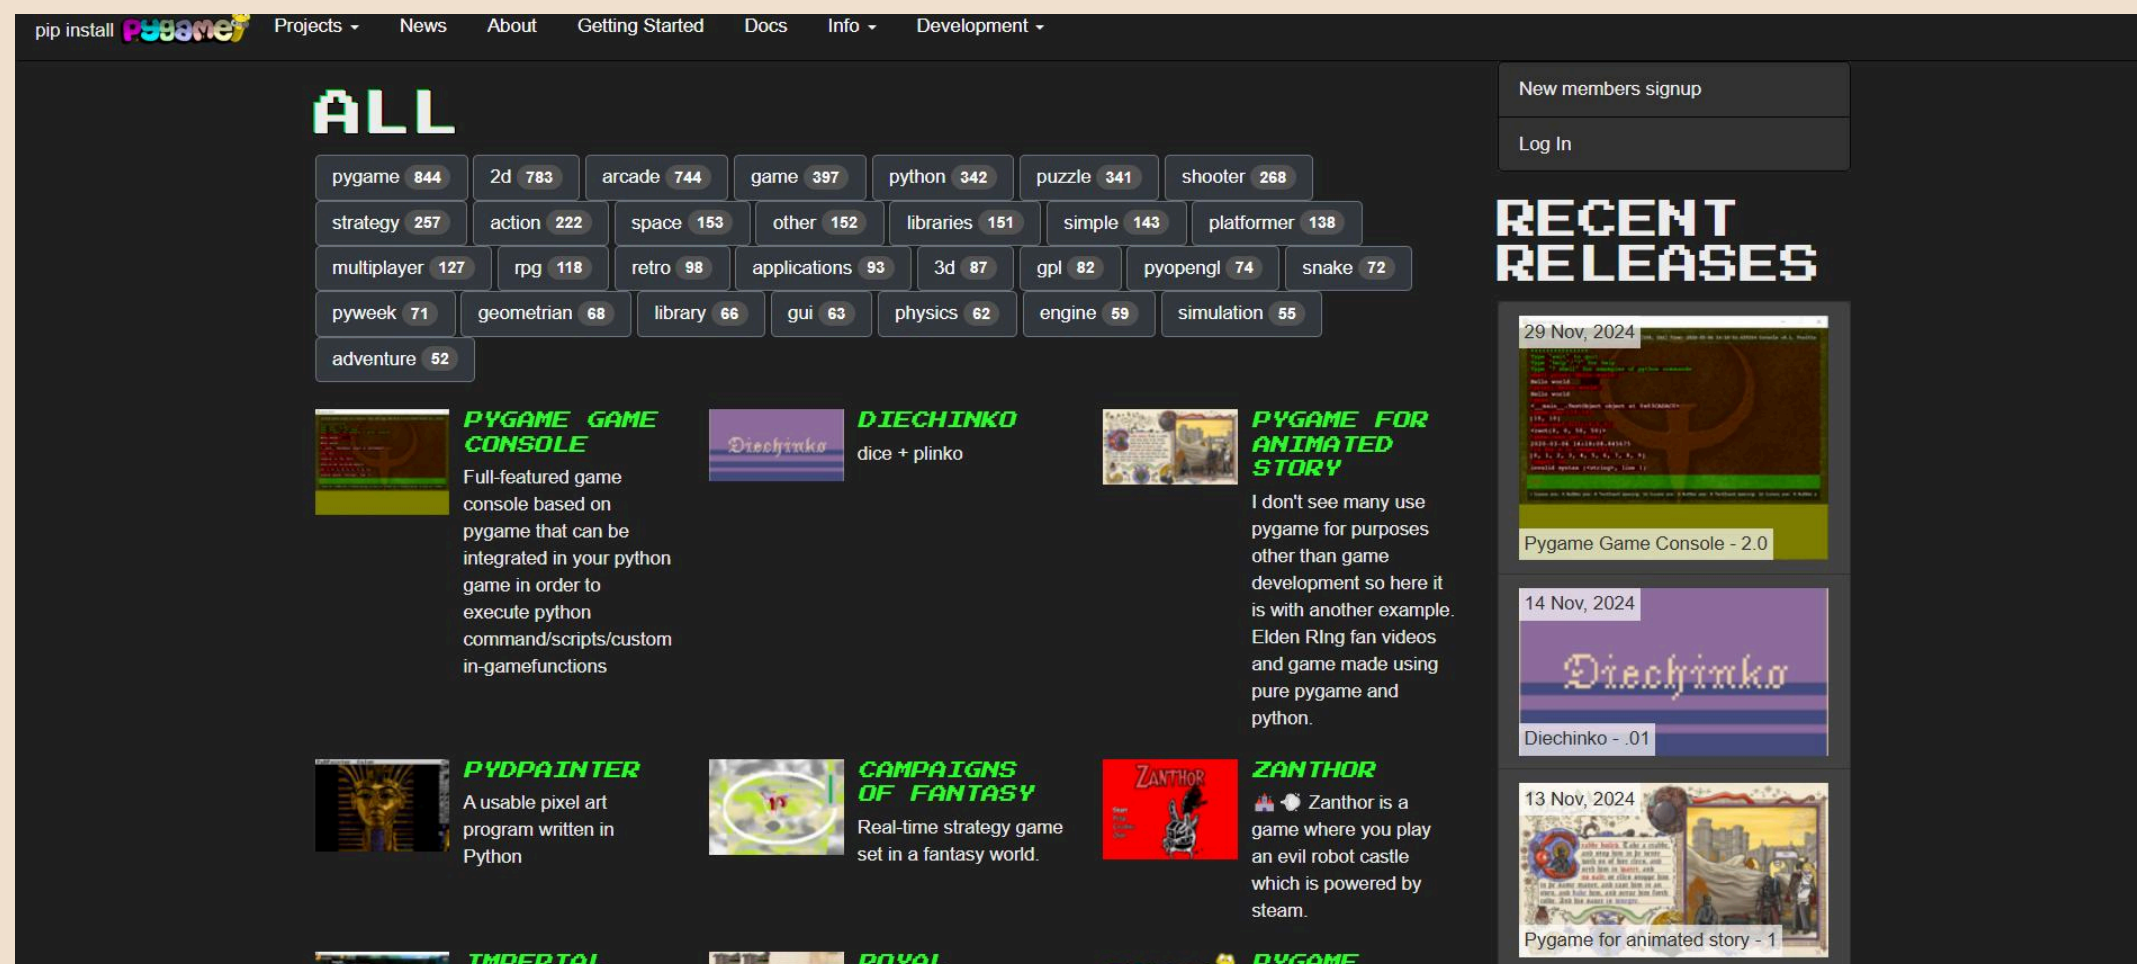 pip install pygame Projects News About Getting Started Docs Info Development
ALL
pygame 844 2d 783 arcade 744 game 397 python 342 puzzle 341 shooter 268
strategy 257 action 222 space 153 other 152 libraries 151 simple 143 platformer 138
multiplayer 127 rpg 118 retro 98 applications 93 3d 87 gpl 82 pyopengl 74 snake 72
pyweek 71 geometrian 68 library 66 gui 63 physics 62 engine 59 simulation 55
adventure 52
PYGAME GAME
CONSOLE
Full-featured game
console based on
pygame that can be
integrated in your python
game in order to
execute python
command/scripts/custom
in-gamefunctions
Diechinko
DIECHINKO
dice + plinko
PYGAME FOR
ANIMATED
STORY
I don't see many use
pygame for purposes
other than game
development so here it
is with another example.
Elden RIng fan videos
and game made using
pure pygame and
python.
PYDPAINTER
A usable pixel art
program written in
Python
CAMPAIGNS
OF FANTASY
Real-time strategy game
set in a fantasy world.
ZANTHOR
ZANTHOR
Zanthor is a
game where you play
an evil robot castle
which is powered by
steam.
IMPERIAL
ROYAL
PYGAME
New members signup
Log In
RECENT
RELEASES
29 Nov, 2024
Hello world
Hello world
Pygame Game Console - 2.0
14 Nov, 2024
Diechinko
Diechinko - .01
13 Nov, 2024
Pygame for animated story - 1